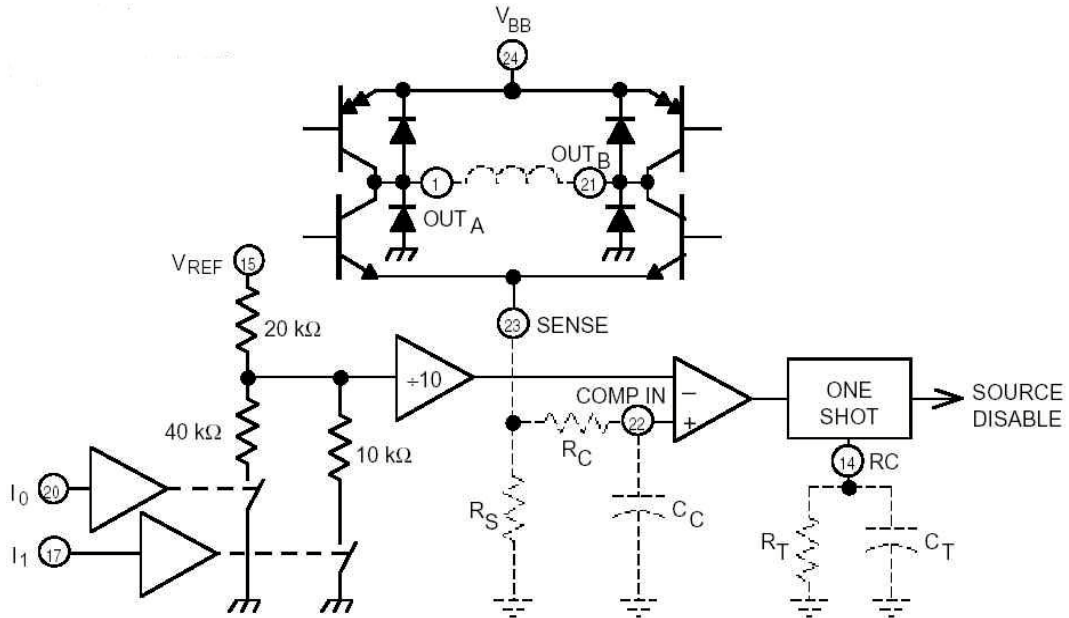 V_BB
24
OUT_B
1
21
OUT_A
V_REF
15
20 kΩ
23
SENSE
÷10
COMP IN
22
−
+
ONE
SHOT
SOURCE
DISABLE
40 kΩ
10 kΩ
R_C
14
RC
I_0
20
I_1
17
R_S
C_C
R_T
C_T